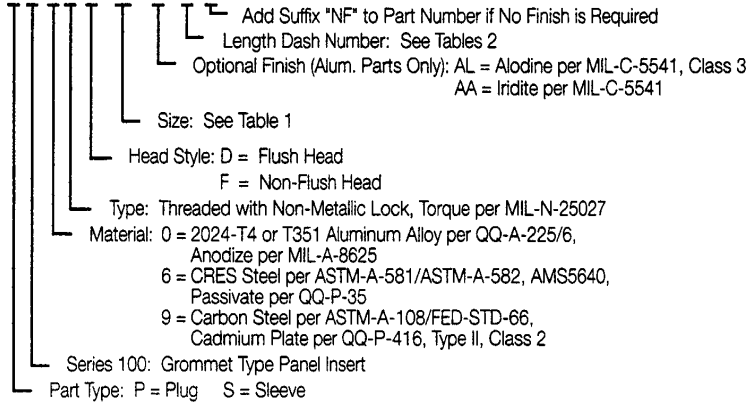 Add Suffix "NF" to Part Number if No Finish is Required
Length Dash Number: See Tables 2
Optional Finish (Alum. Parts Only): AL = Alodine per MIL-C-5541, Class 3
AA = Iridite per MIL-C-5541
Size: See Table 1
Head Style: D = Flush Head
F = Non-Flush Head
Type: Threaded with Non-Metallic Lock, Torque per MIL-N-25027
Material: 0 = 2024-T4 or T351 Aluminum Alloy per QQ-A-225/6,
Anodize per MIL-A-8625
6 = CRES Steel per ASTM-A-581/ASTM-A-582, AMS5640,
Passivate per QQ-P-35
9 = Carbon Steel per ASTM-A-108/FED-STD-66,
Cadmium Plate per QQ-P-416, Type II, Class 2
Series 100: Grommet Type Panel Insert
Part Type: P = Plug S = Sleeve